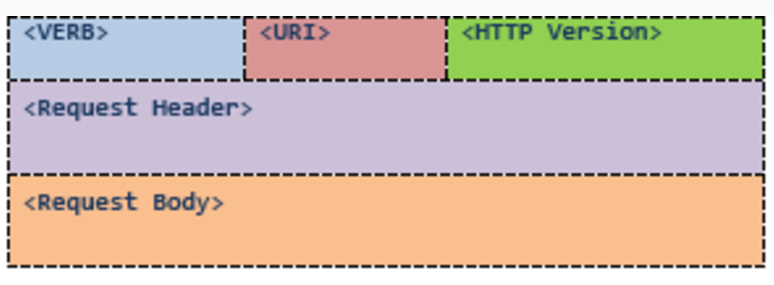 <VERB> <URI> <HTTP Version>
<Request Header>
<Request Body>